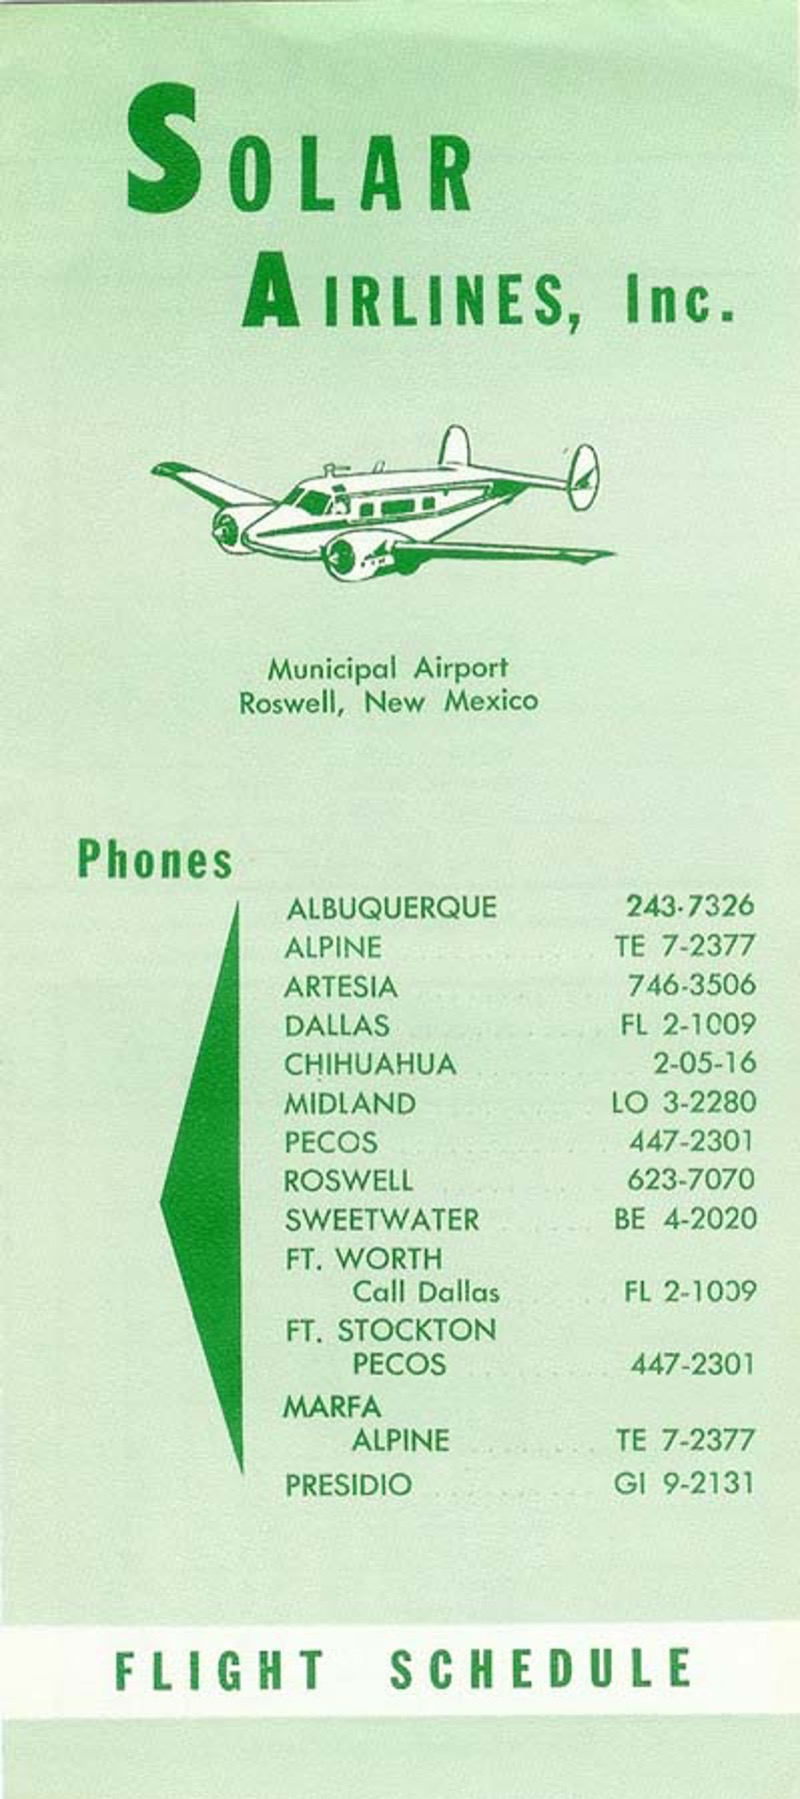 SOLAR
AIRLINES, Inc.
Municipal Airport
Roswell, New Mexico
Phones
ALBUQUERQUE 243-7326
ALPINE TE 7-2377
ARTESIA 746-3506
DALLAS FL 2-1009
CHIHUAHUA 2-05-16
MIDLAND LO 3-2280
PECOS 447-2301
ROSWELL 623-7070
SWEETWATER BE 4-2020
FT. WORTH
Call Dallas FL 2-1009
FT. STOCKTON
PECOS 447-2301
MARFA
ALPINE TE 7-2377
PRESIDIO GI 9-2131
FLIGHT SCHEDULE